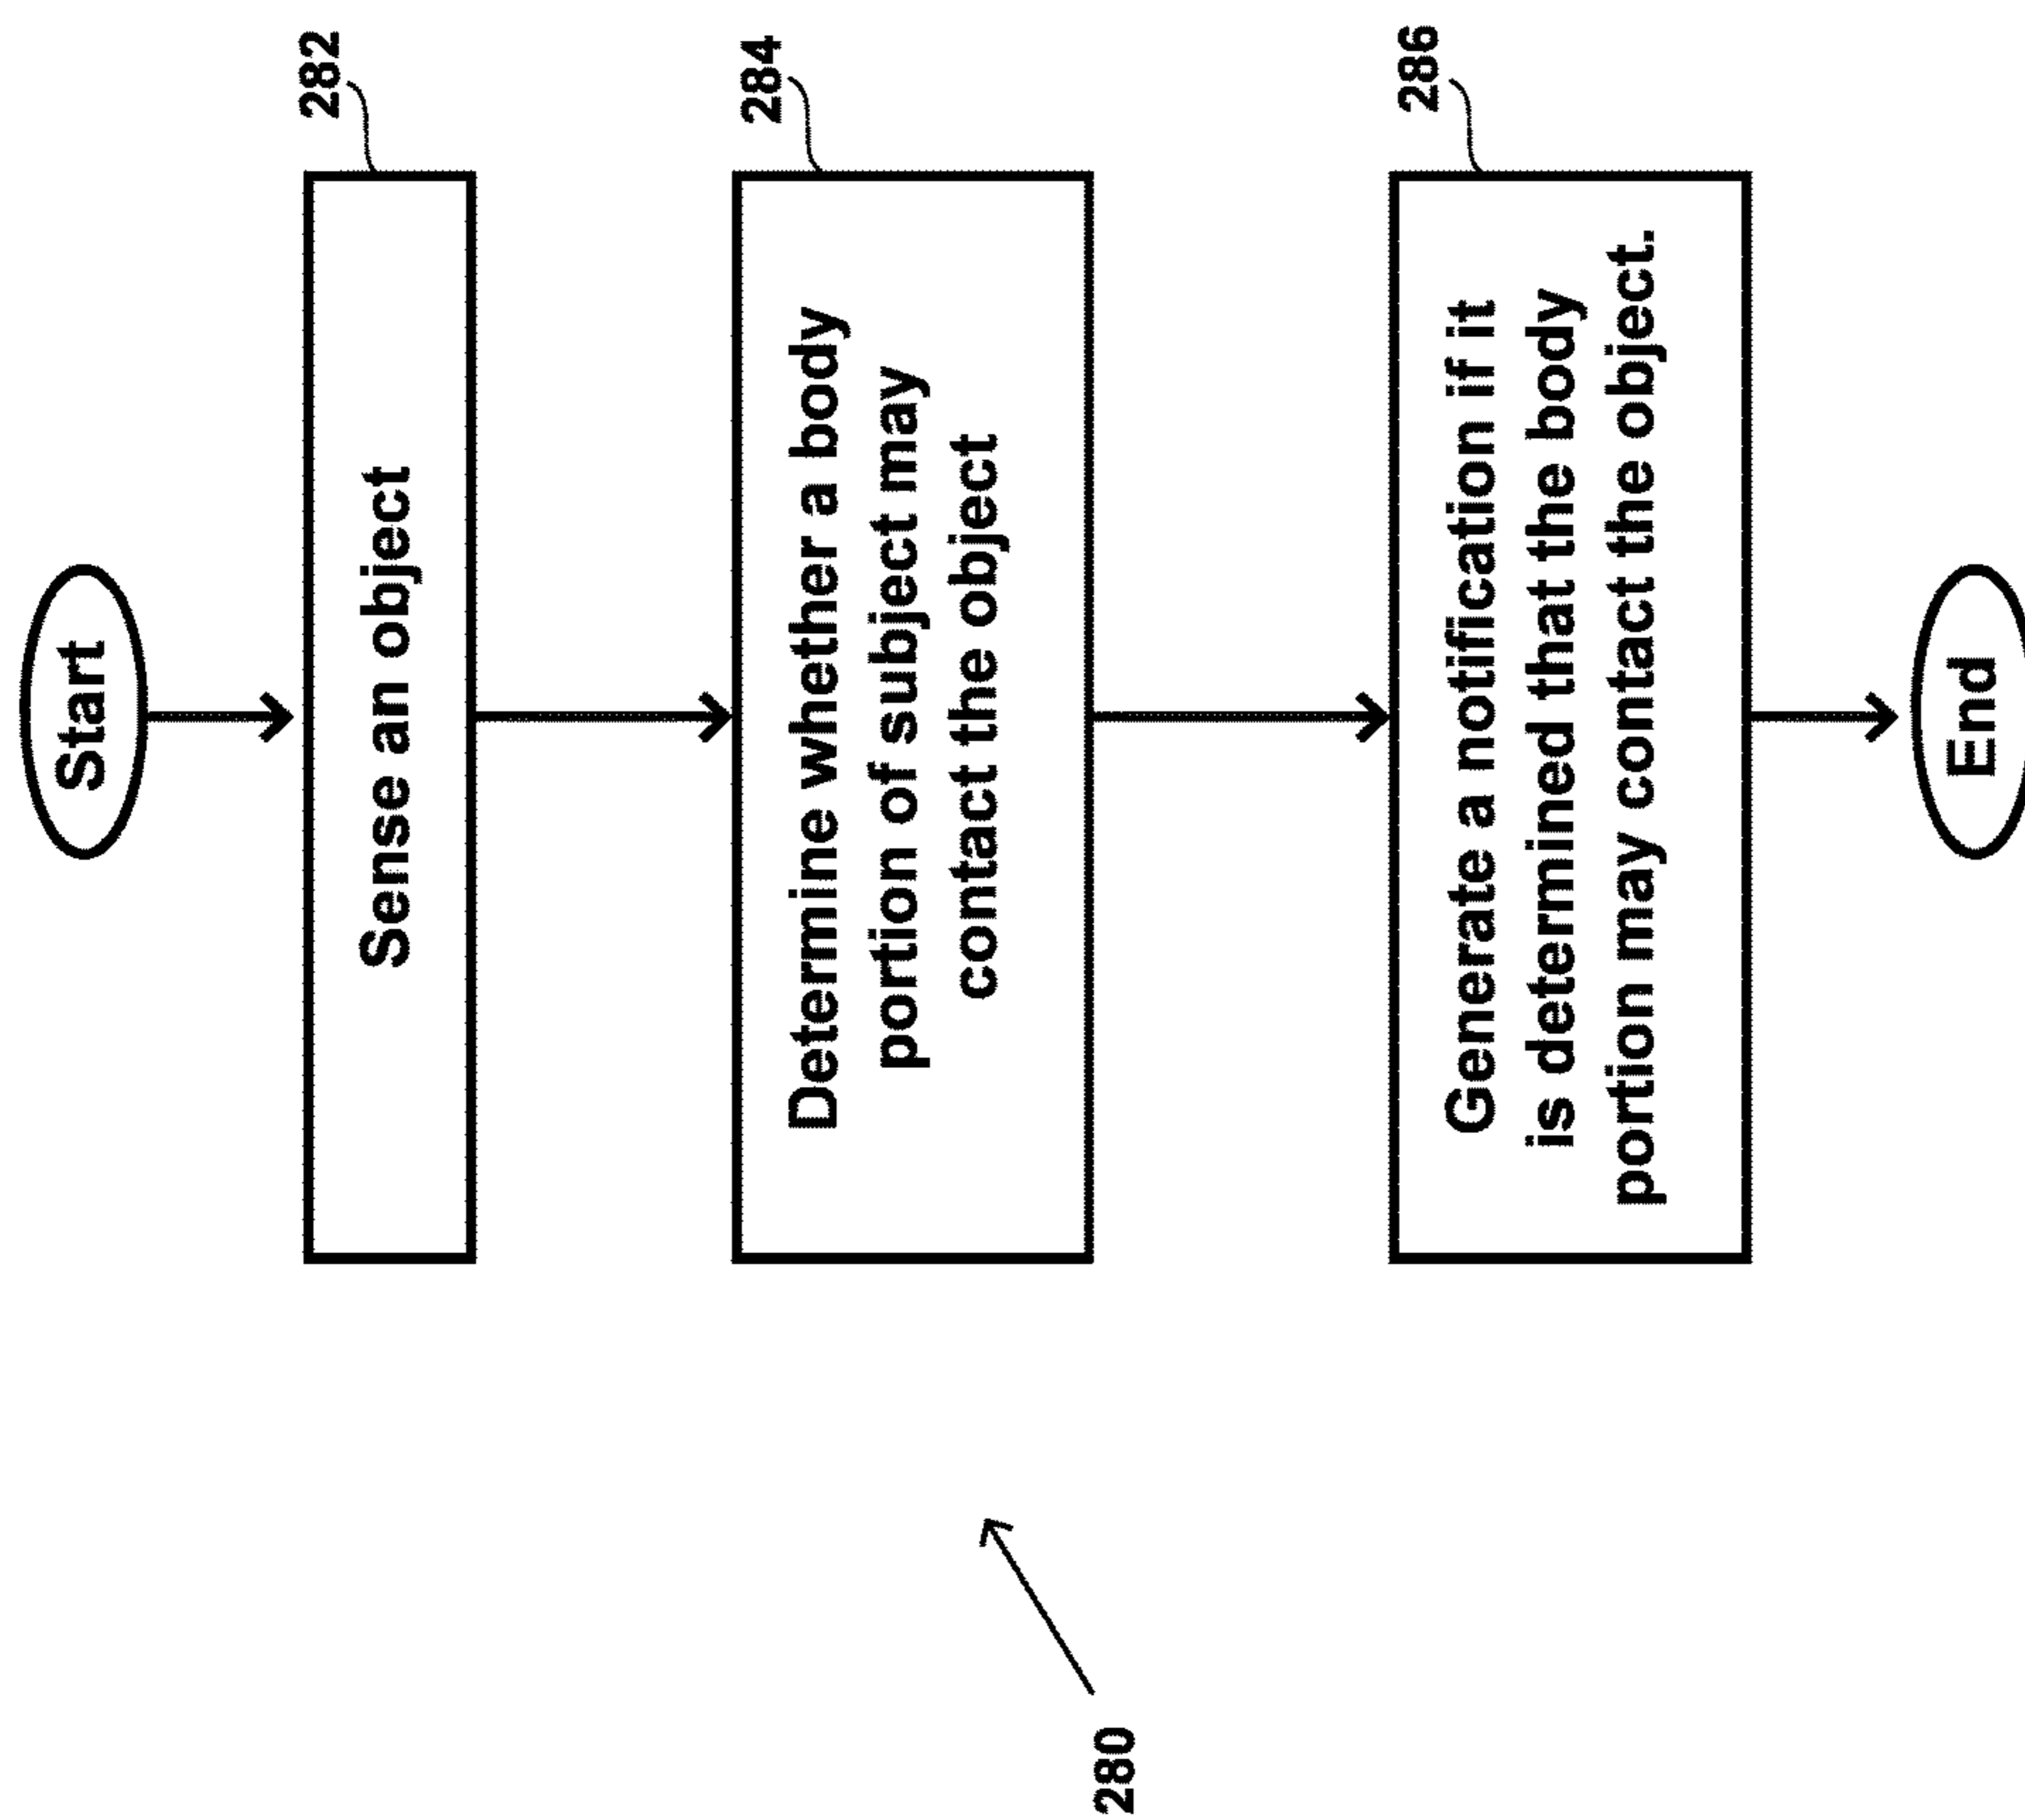 Start
282
Sense an object
284
Determine whether a body
portion of subject may
contact the object
286
Generate a notification if it
is determined that the body
portion may contact the object.
End
280